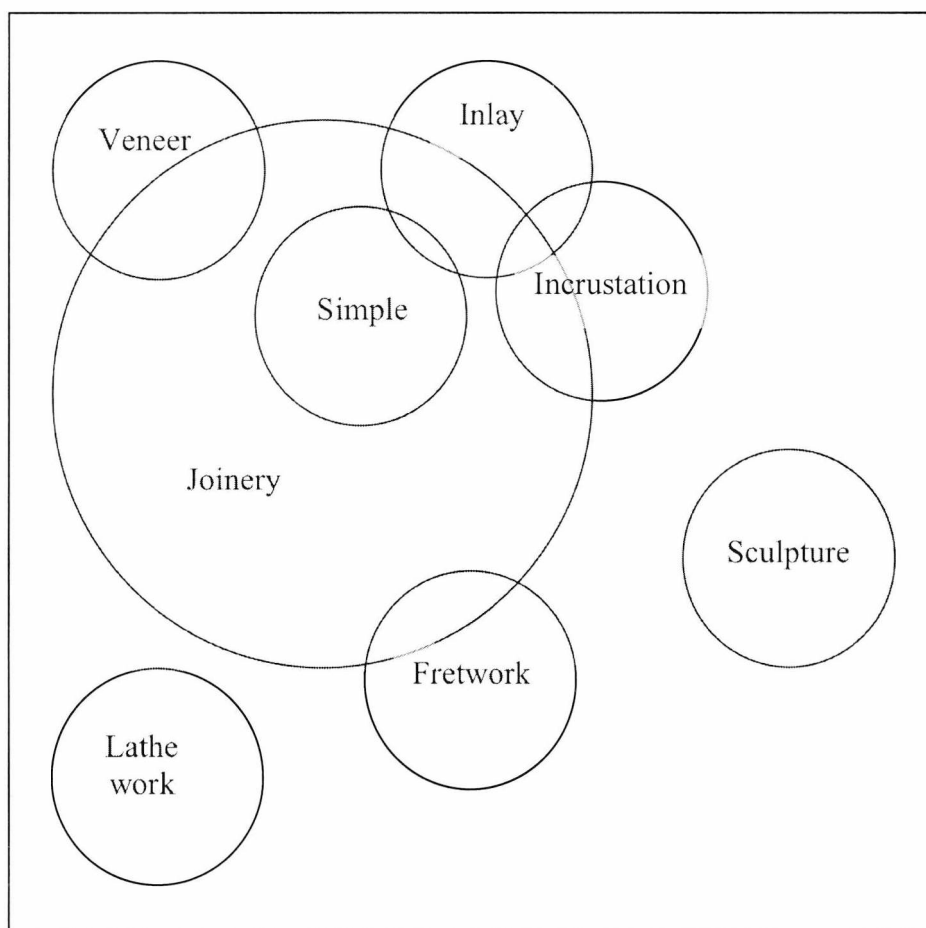 Veneer
Inlay
Simple
Incrustation
Joinery
Sculpture
Fretwork
Lathe
work